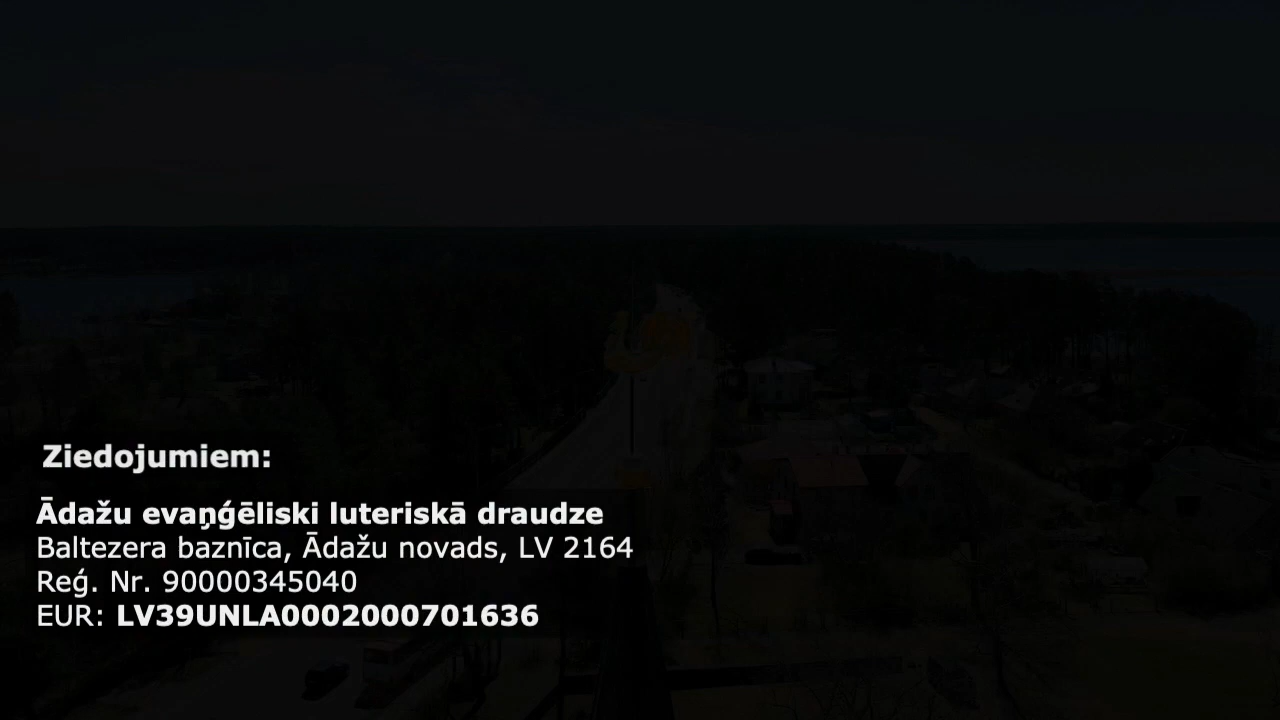 Ziedojumiem:
Ādažu evaņģēliski luteriskā draudze
Baltezera baznīca, Ādažu novads, LV 2164
Reģ. Nr. 90000345040
EUR: LV39UNLA0002000701636